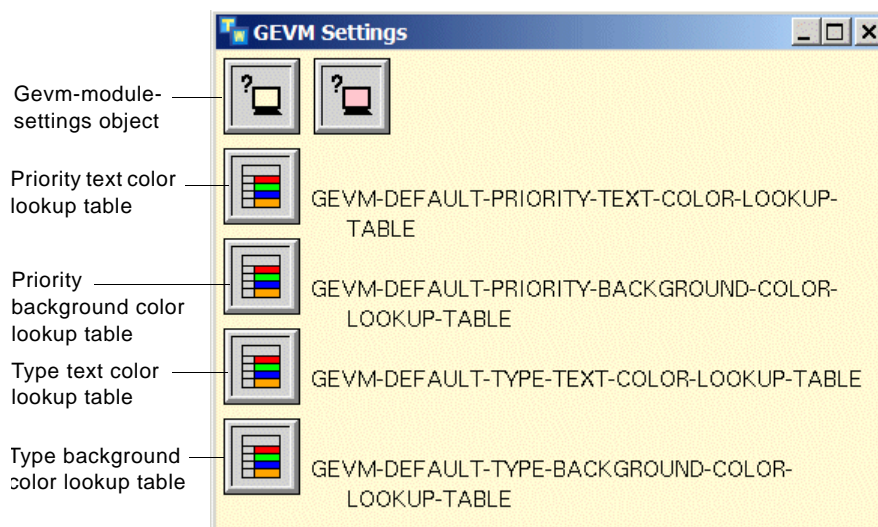 GEVM Settings
Gevm-module-
settings object
Priority text color
lookup table
GEVM-DEFAULT-PRIORITY-TEXT-COLOR-LOOKUP-
TABLE
Priority
background color
lookup table
GEVM-DEFAULT-PRIORITY-BACKGROUND-COLOR-
LOOKUP-TABLE
Type text color
lookup table
GEVM-DEFAULT-TYPE-TEXT-COLOR-LOOKUP-TABLE
Type background
color lookup table
GEVM-DEFAULT-TYPE-BACKGROUND-COLOR-
LOOKUP-TABLE